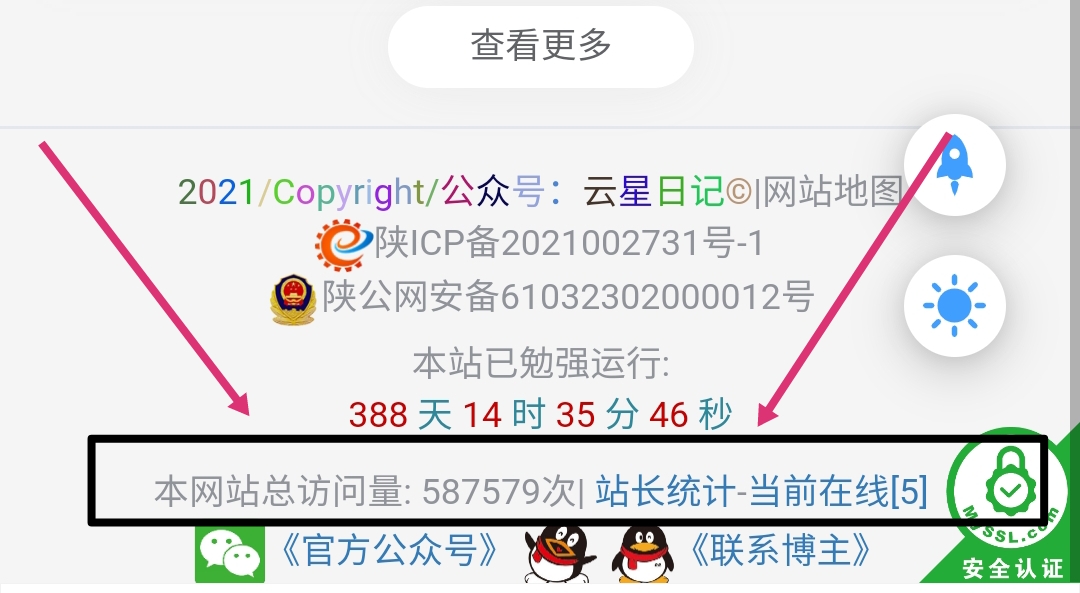 查看更多
2021/Copyright/公众号：云星日记©|网站地图
陕ICP备2021002731号-1
陕公网安备61032302000012号
本站已勉强运行:
388 天 14 时 35 分 46 秒
本网站总访问量: 587579次| 站长统计-当前在线[5]
MySSL.com
《官方公众号》 《联系博主》
安全认证